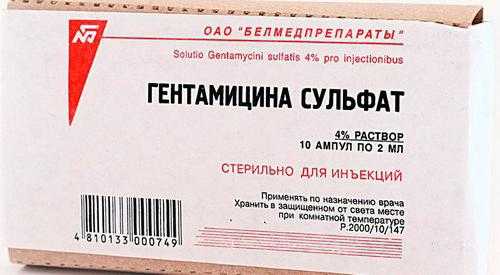 ОАО "БЕЛМЕДПРЕПАРАТЫ"
Solutio Gentamycini sulfatis 4% pro injectionibus
ГЕНТАМИЦИНА СУЛЬФАТ
4% РАСТВОР
10 АМПУЛ ПО 2 МЛ
СТЕРИЛЬНО ДЛЯ ИНЪЕКЦИЙ
Применять по назначению врача
Хранить в защищенном от света месте
при комнатной температуре
Р.2000/10/147
4 810133 000749